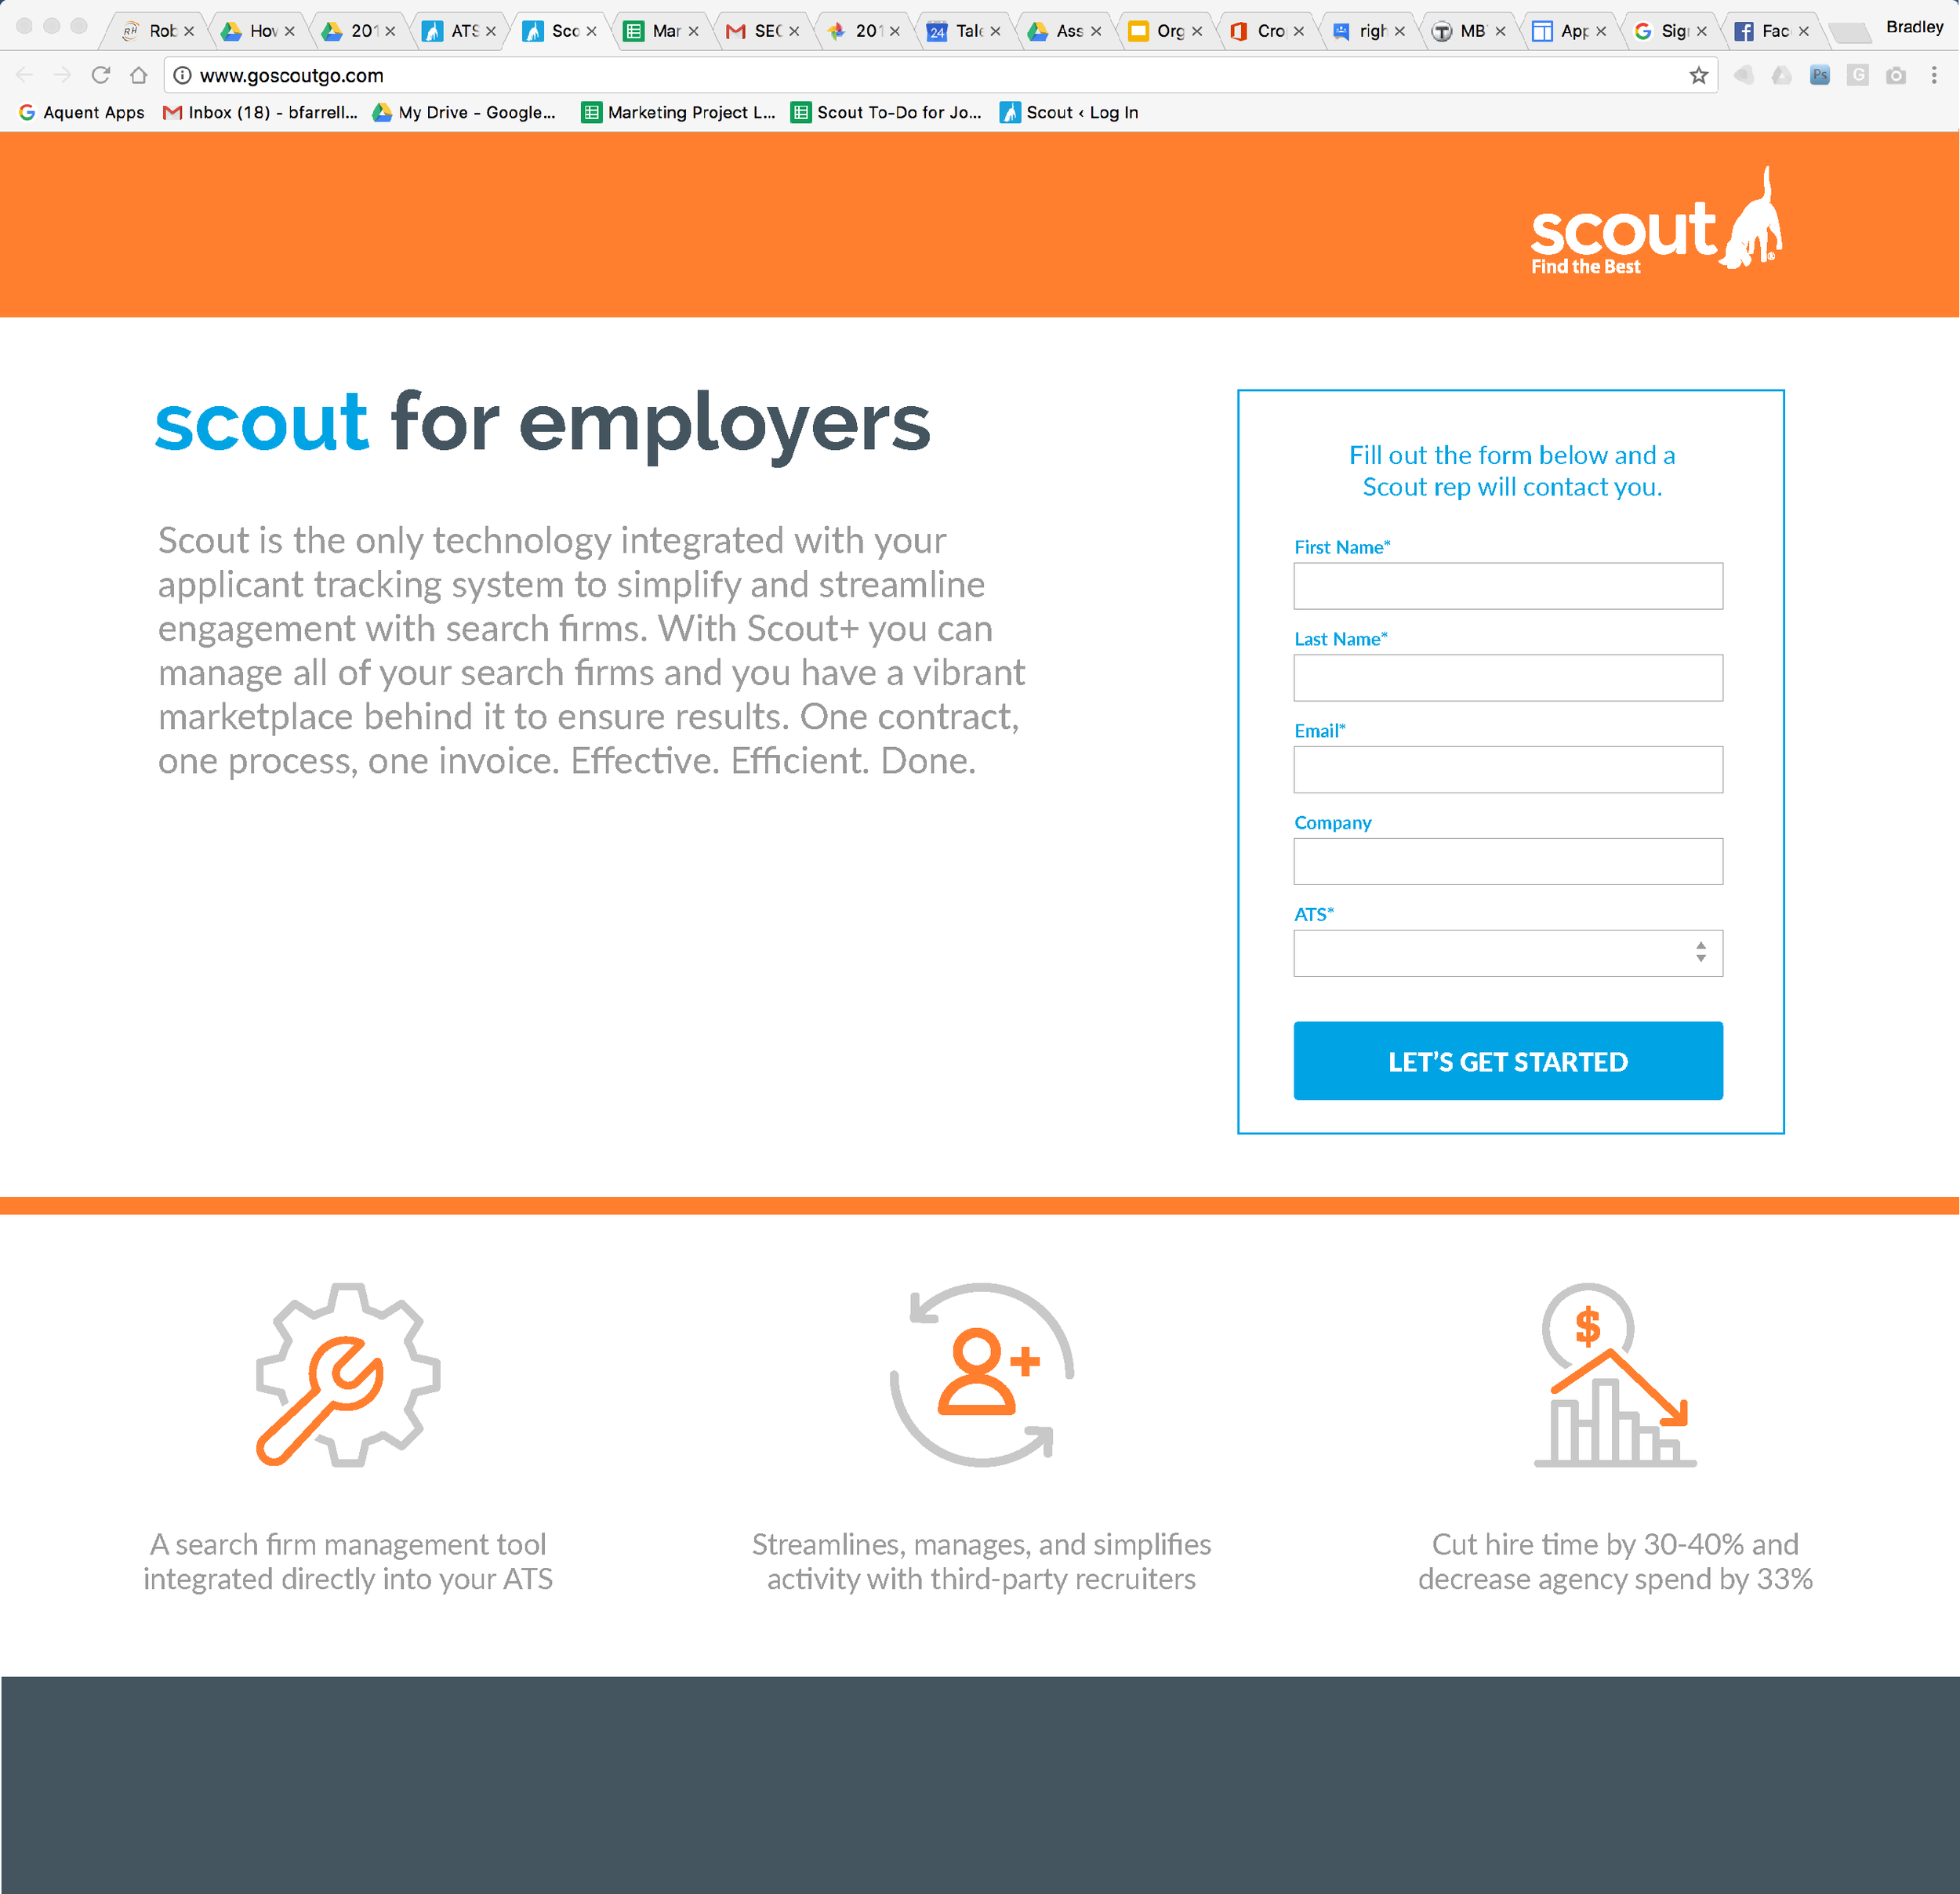 Rob How 201 ATS Sco Mar SEC 201 24 Tale Ass Org Cro righ MB App Sig Fac Bradley
www.goscoutgo.com Ps G
Aquent Apps Inbox (18) - bfarrell... My Drive - Google... Marketing Project L... Scout To-Do for Jo... Scout ‹ Log In
scout
Find the Best
scout for employers
Scout is the only technology integrated with your
applicant tracking system to simplify and streamline
engagement with search firms. With Scout+ you can
manage all of your search firms and you have a vibrant
marketplace behind it to ensure results. One contract,
one process, one invoice. Effective. Efficient. Done.
Fill out the form below and a
Scout rep will contact you.
First Name*
Last Name*
Email*
Company
ATS*
LET’S GET STARTED
$
A search firm management tool
integrated directly into your ATS
Streamlines, manages, and simplifies
activity with third-party recruiters
Cut hire time by 30-40% and
decrease agency spend by 33%